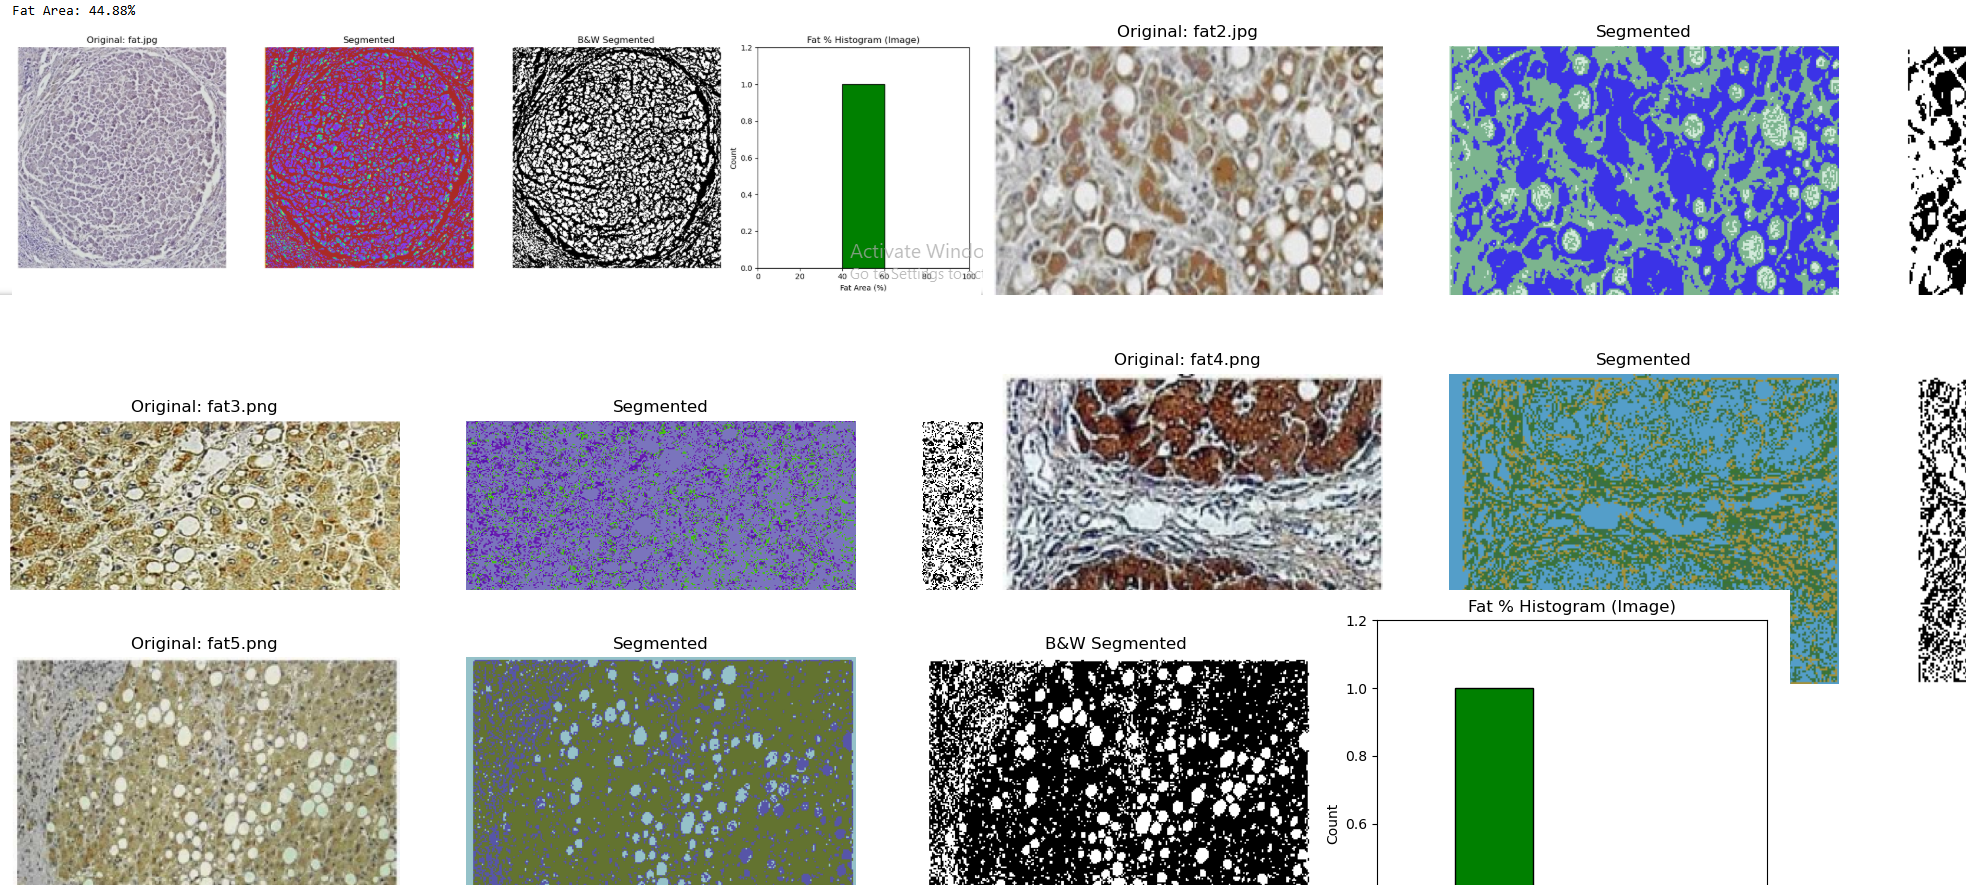 Fat Area: 44.88%
Original: fat.jpg
Segmented
B&W Segmented
Fat % Histogram (Image)
1.2
1.0
0.8
0.6
0.4
0.2
0.0
Count
0 20 40 60 80 100
Fat Area (%)
Activate Windo
Go to Settings to
Original: fat2.jpg
Segmented
Original: fat3.png
Segmented
Original: fat4.png
Segmented
Original: fat5.png
Segmented
B&W Segmented
Fat % Histogram (Image)
1.2
1.0
0.8
0.6
Count